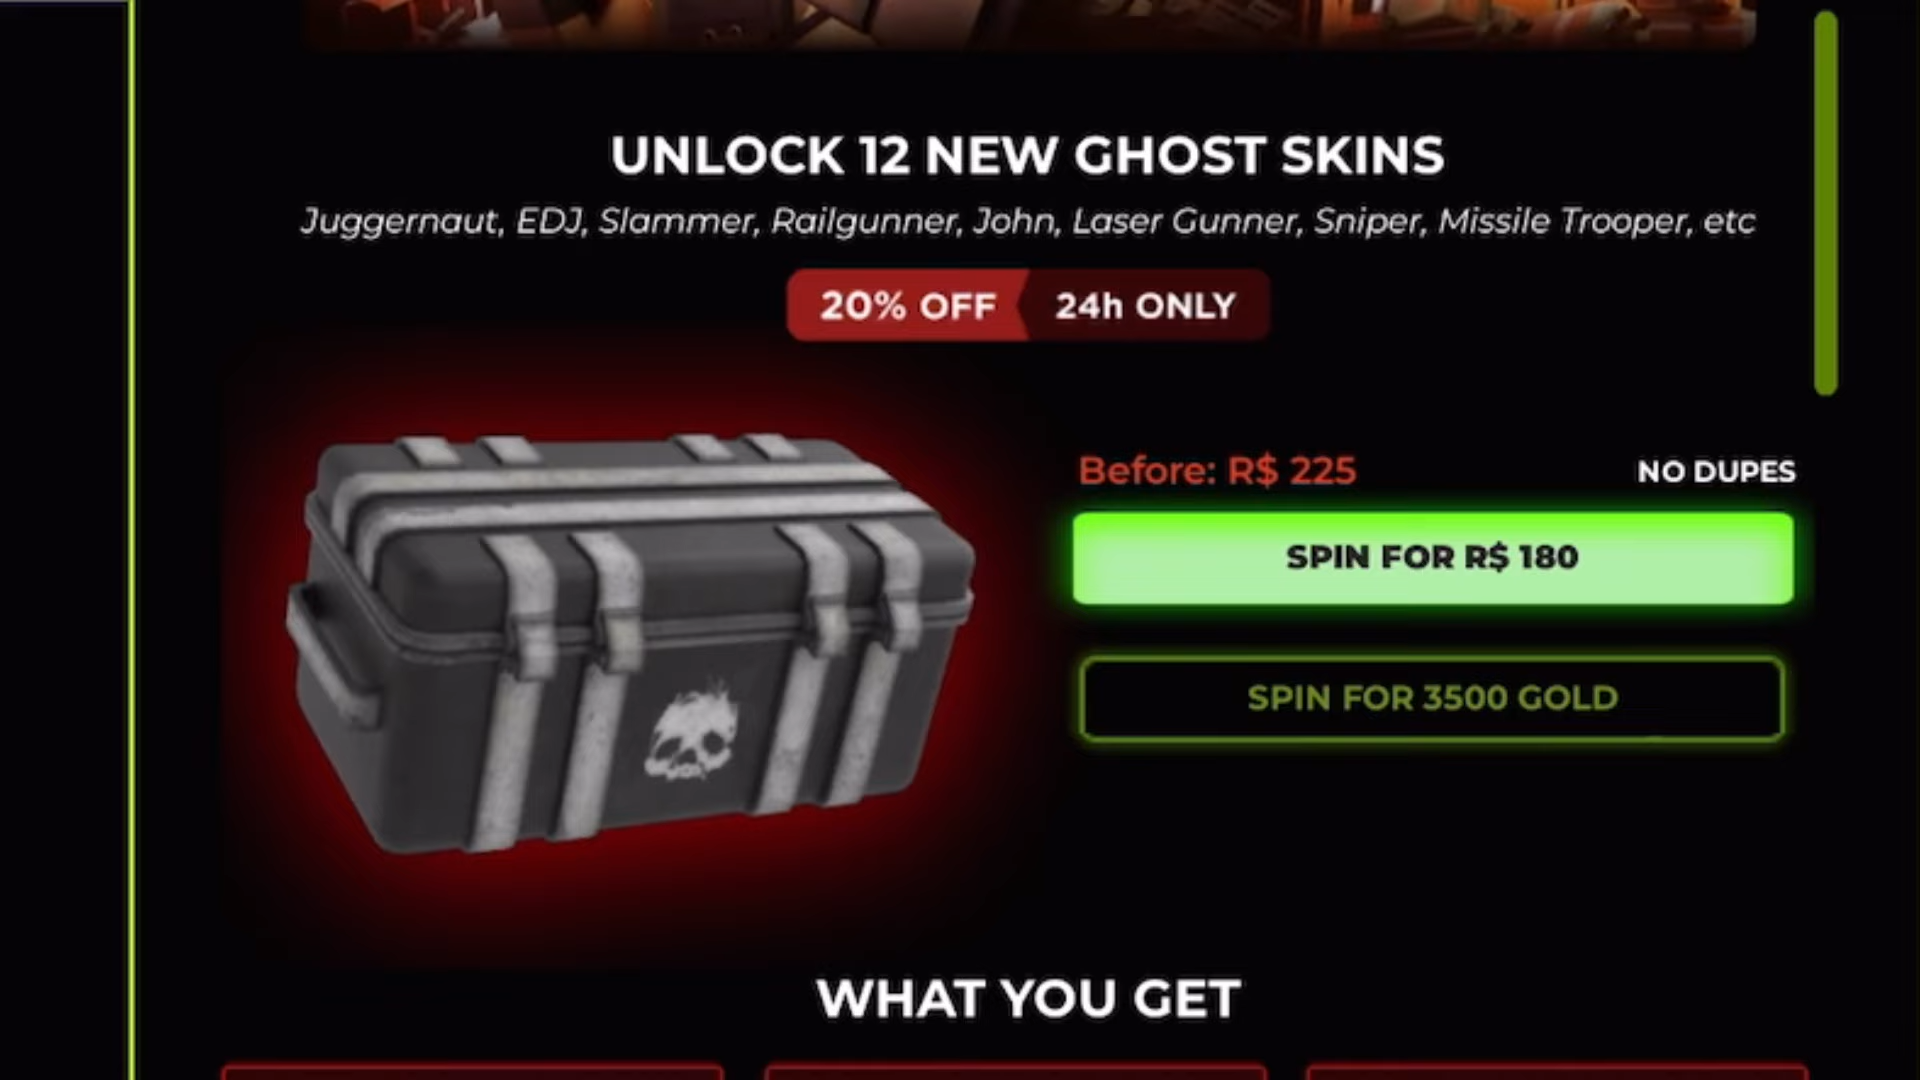 UNLOCK 12 NEW GHOST SKINS
Juggernaut, EDJ, Slammer, Railgunner, John, Laser Gunner, Sniper, Missile Trooper, etc
20% OFF 24h ONLY
Before: R$ 225 NO DUPES
SPIN FOR R$ 180
SPIN FOR 3500 GOLD
WHAT YOU GET